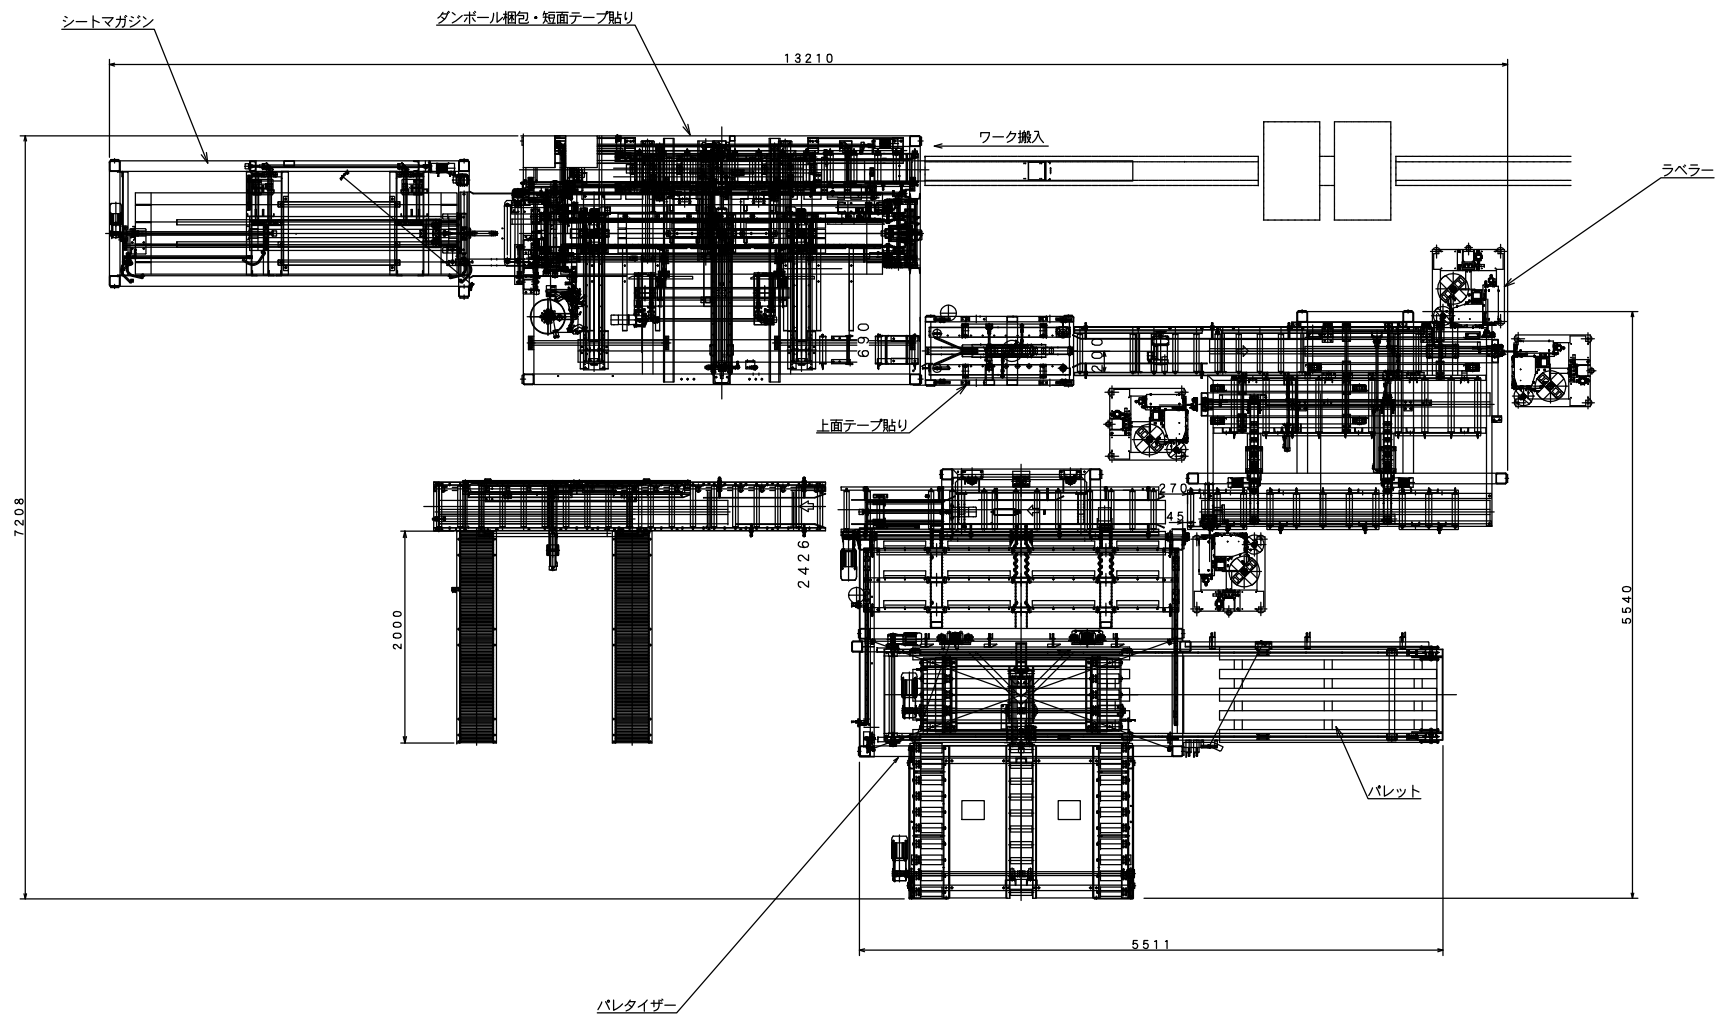 シートマガジン
ダンボール梱包・短面テープ貼り
13210
ワーク搬入
ラベラー
690
200
上面テープ貼り
270
45
7208
2426
2000
5540
パレット
5511
パレタイザー